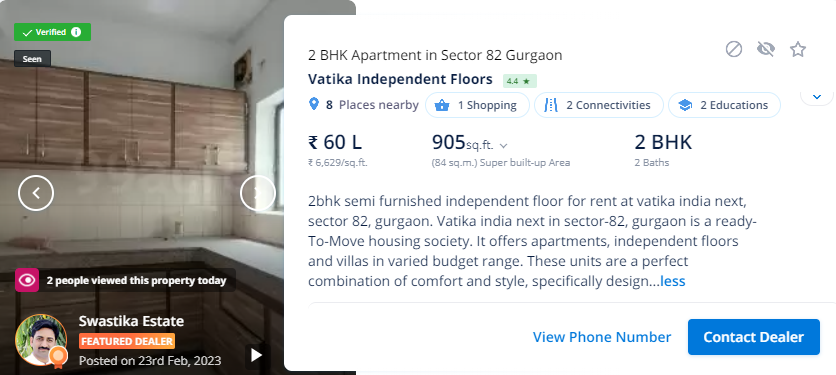 Verified
Seen
2 people viewed this property today
Swastika Estate
FEATURED DEALER
Posted on 23rd Feb, 2023
2 BHK Apartment in Sector 82 Gurgaon
Vatika Independent Floors 4.4 ★
8 Places nearby 1 Shopping 2 Connectivities 2 Educations
₹ 60 L 905sq.ft. 2 BHK
₹ 6,629/sq.ft. (84 sq.m.) Super built-up Area 2 Baths
2bhk semi furnished independent floor for rent at vatika india next,
sector 82, gurgaon. Vatika india next in sector-82, gurgaon is a ready-
To-Move housing society. It offers apartments, independent floors
and villas in varied budget range. These units are a perfect
combination of comfort and style, specifically design...less
View Phone Number Contact Dealer